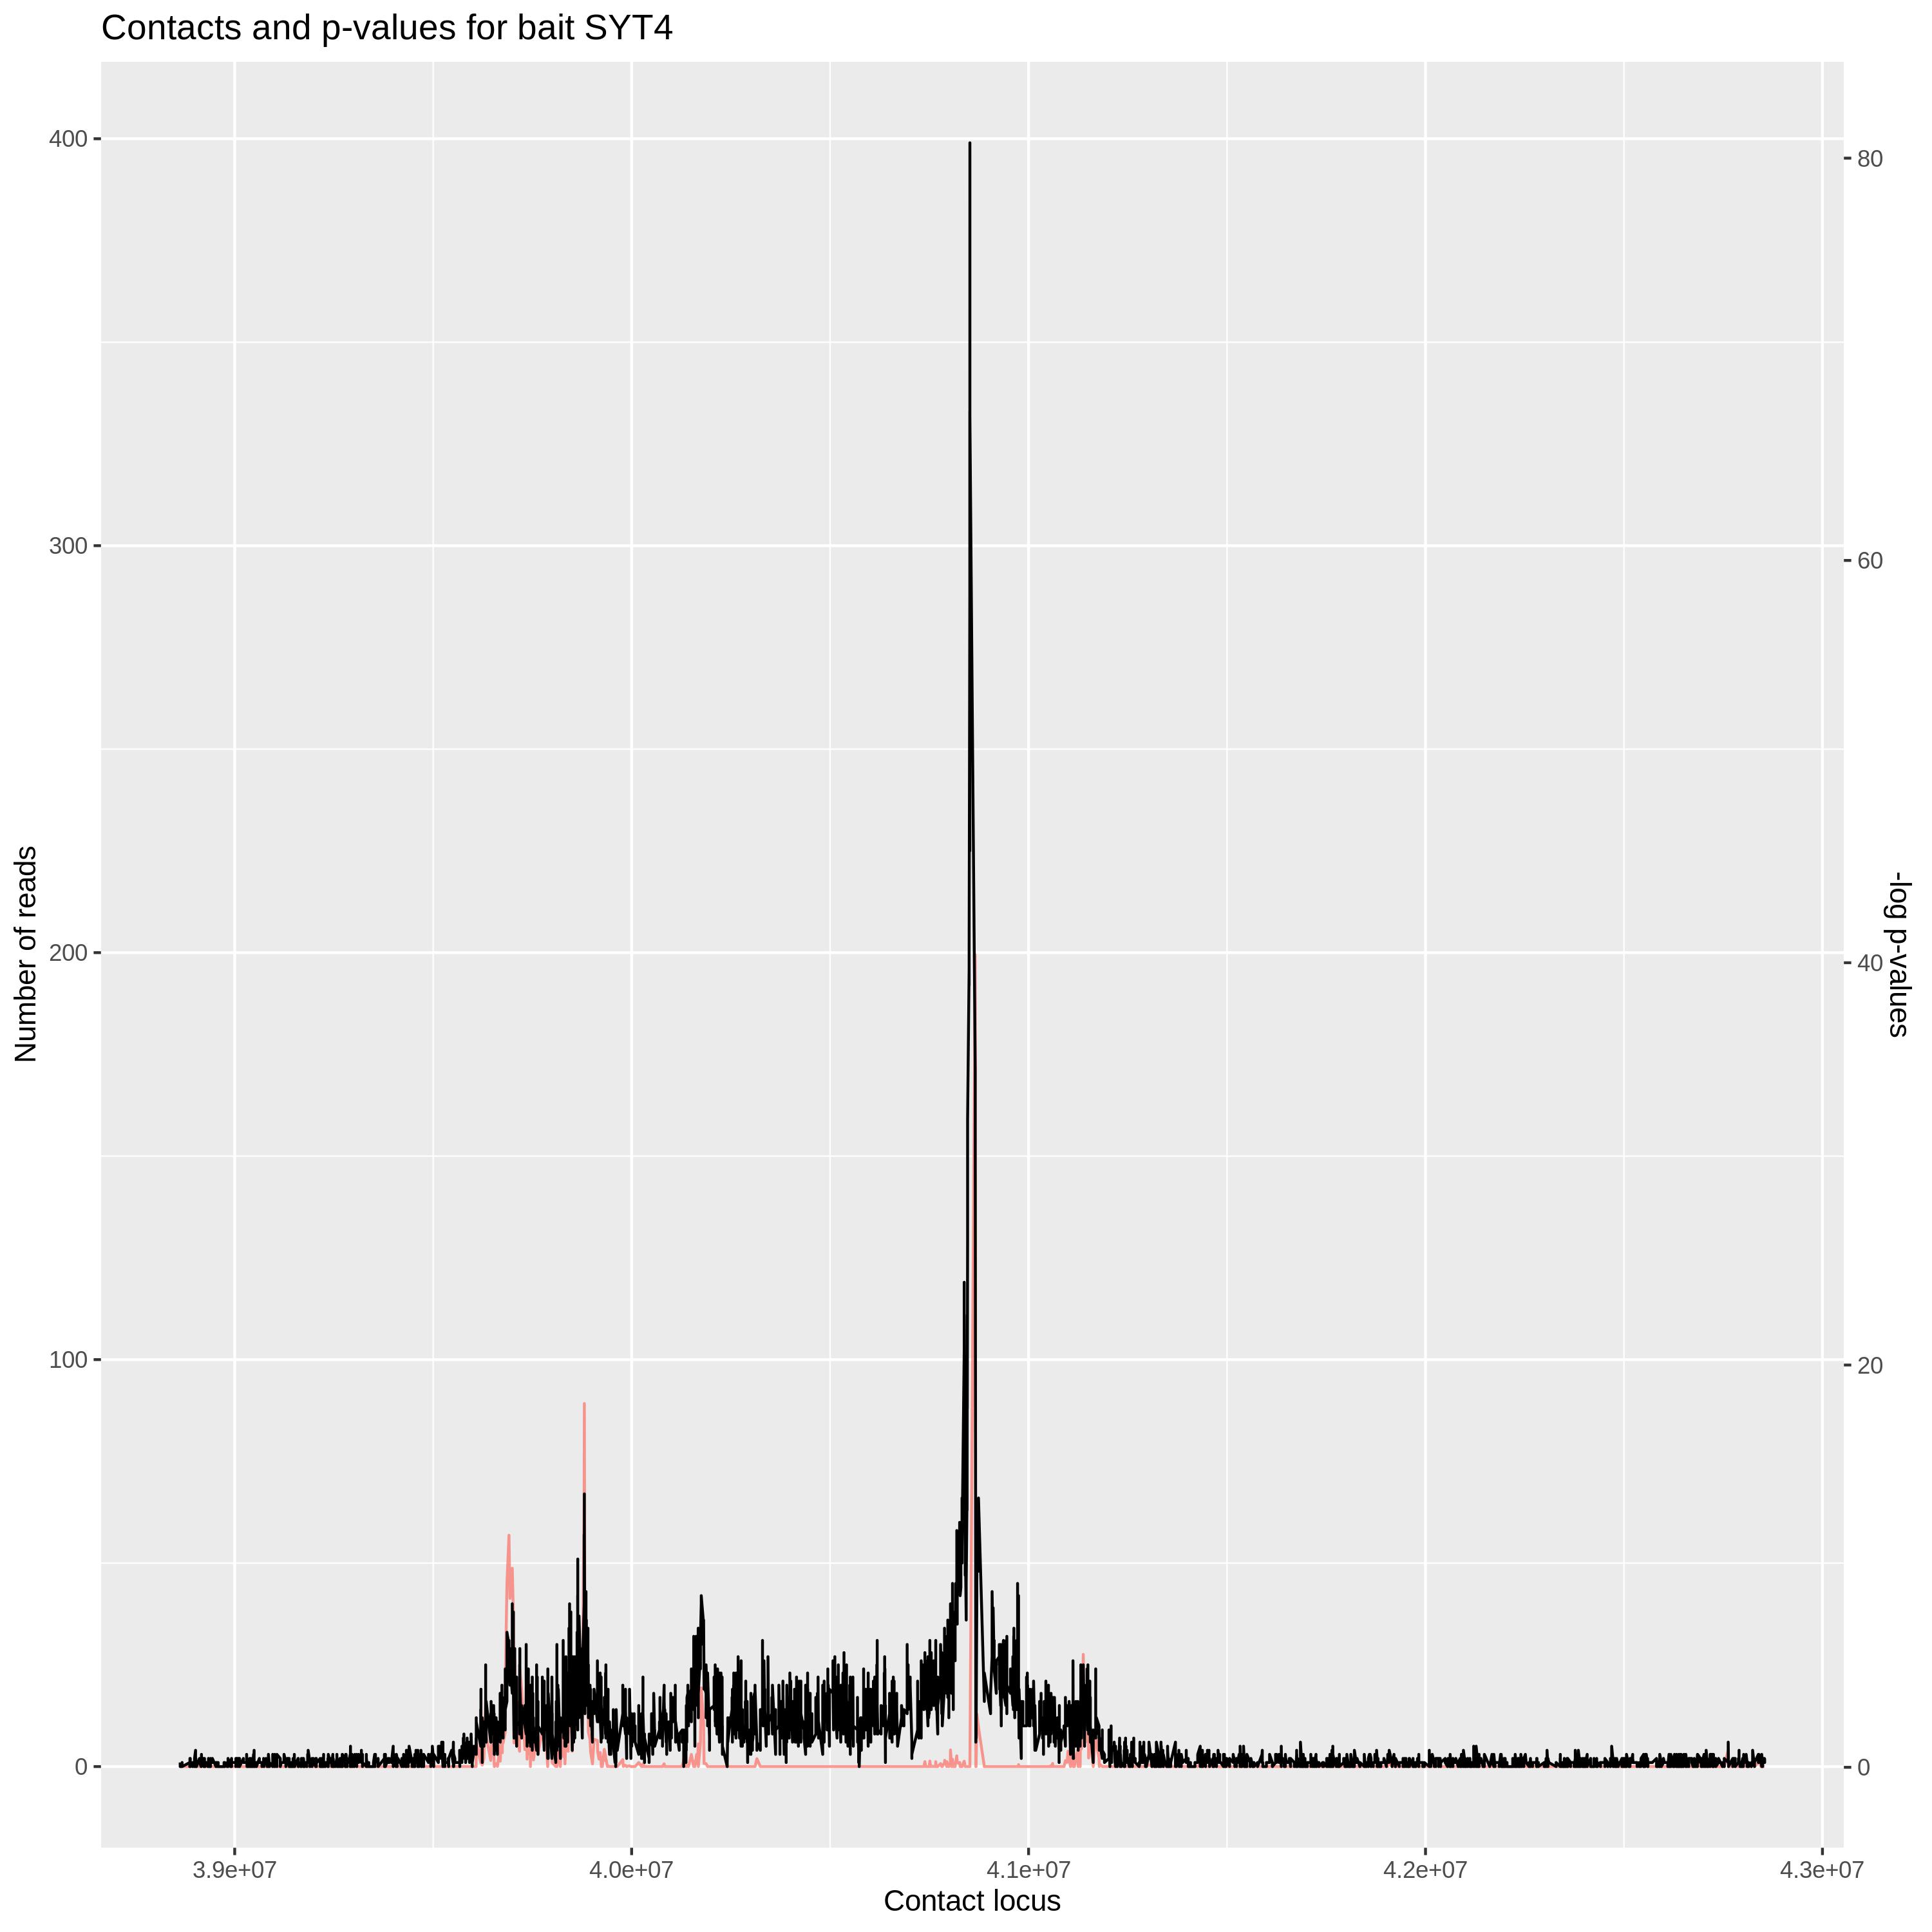 Contacts and p-values for bait SYT4
400
300
200
100
0
Number of reads
80
60
40
20
0
-log p-values
3.9e+07
4.0e+07
4.1e+07
4.2e+07
4.3e+07
Contact locus